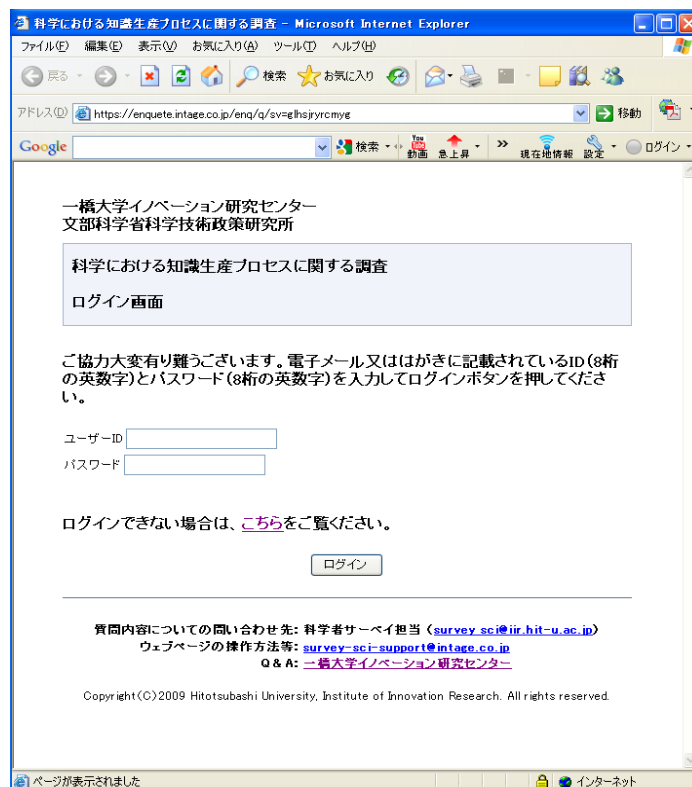 科学における知識生産プロセスに関する調査 - Microsoft Internet Explorer
ファイル(F) 編集(E) 表示(V) お気に入り(A) ツール(T) ヘルプ(H)
戻る 検索 お気に入り
アドレス(D) https://enquete.intage.co.jp/enq/q/sv=glhsjryrcmyg 移動
Google 検索 You Tube 動画 急上昇 » 現在地情報 設定 ログイン
一橋大学イノベーション研究センター
文部科学省科学技術政策研究所
科学における知識生産プロセスに関する調査
ログイン画面
ご協力大変有り難うございます。電子メール又ははがきに記載されているID(8桁
の英数字)とパスワード(8桁の英数字)を入力してログインボタンを押してくださ
い。
ユーザーID
パスワード
ログインできない場合は、こちらをご覧ください。
ログイン
質問内容についての問い合わせ先: 科学者サーベイ担当 (survey_sci@iir.hit-u.ac.jp)
ウェブページの操作方法等: survey-sci-support@intage.co.jp
Q & A: 一橋大学イノベーション研究センター
Copyright(C)2009 Hitotsubashi University, Institute of Innovation Research. All rights reserved.
ページが表示されました インターネット